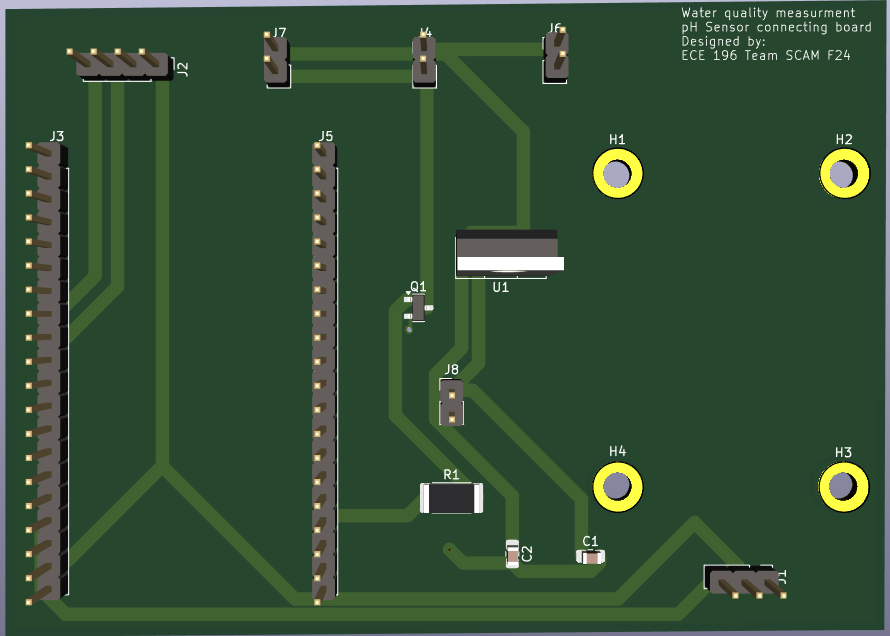 Water quality measurment
pH Sensor connecting board
Designed by:
ECE 196 Team SCAM F24
J7
J4
J6
J2
J3
J5
H1
H2
Q1
U1
J8
H4
H3
R1
C2
C1
J1